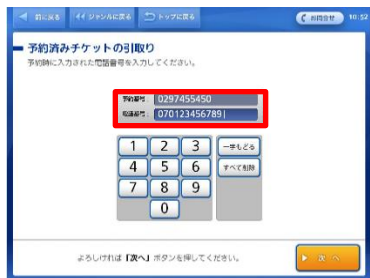 前に戻る ジャンルに戻る トップに戻る お問合せ 10:52
予約済みチケットの引取り
予約時に入力された電話番号を入力してください。
予約番号: 0297455450
電話番号: 070123456789
1 2 3 一字もどる
4 5 6 すべて削除
7 8 9
0
よろしければ「次へ」ボタンを押してください。
次へ